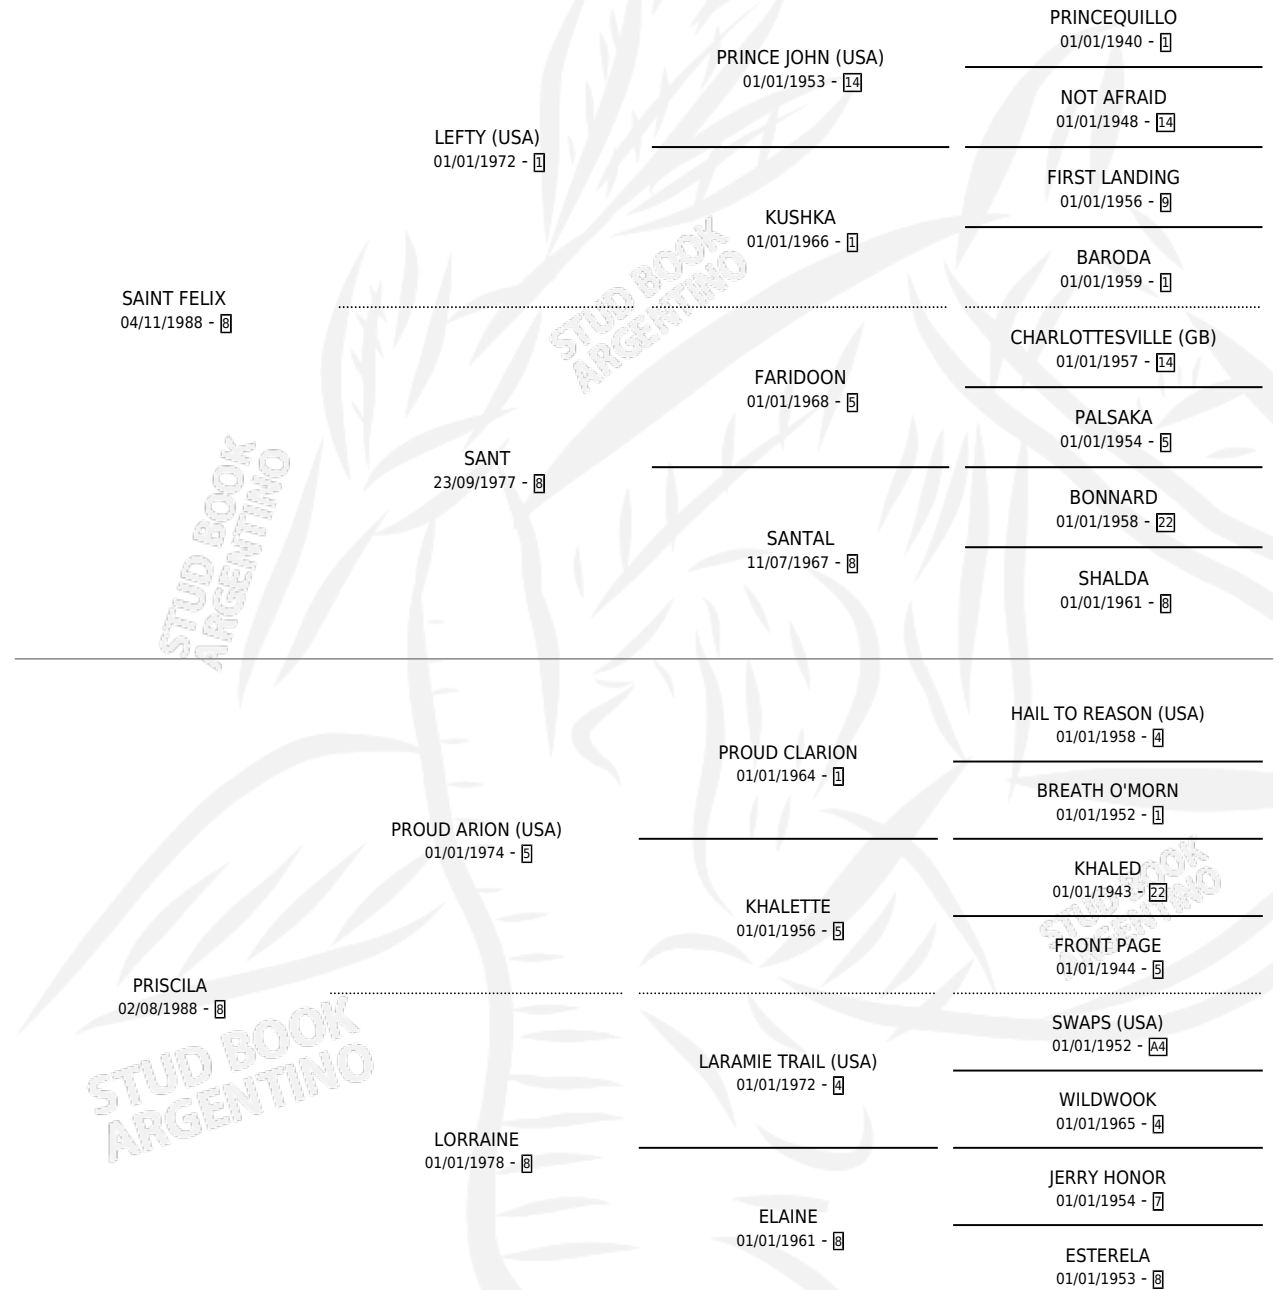 PRINCEQUILLO
01/01/1940 - 1
PRINCE JOHN (USA)
01/01/1953 - 14
NOT AFRAID
01/01/1948 - 14
LEFTY (USA)
01/01/1972 - 1
FIRST LANDING
01/01/1956 - 9
KUSHKA
01/01/1966 - 1
BARODA
01/01/1959 - 1
SAINT FELIX
04/11/1988 - 8
STUD BOOK
ARGENTINO
CHARLOTTESVILLE (GB)
01/01/1957 - 14
FARIDOON
01/01/1968 - 5
PALSAKA
01/01/1954 - 5
SANT
23/09/1977 - 8
BONNARD
01/01/1958 - 22
SANTAL
11/07/1967 - 8
SHALDA
01/01/1961 - 8
STUD BOOK
ARGENTINO
HAIL TO REASON (USA)
01/01/1958 - 4
PROUD CLARION
01/01/1964 - 1
BREATH O'MORN
01/01/1952 - 1
PROUD ARION (USA)
01/01/1974 - 5
KHALED
01/01/1943 - 22
KHALETTE
01/01/1956 - 5
STUD BOOK
ARGENTINO
FRONT PAGE
01/01/1944 - 5
PRISCILA
02/08/1988 - 8
SWAPS (USA)
01/01/1952 - A4
LARAMIE TRAIL (USA)
01/01/1972 - 4
STUD BOOK
ARGENTINO
WILDWOOK
01/01/1965 - 4
LORRAINE
01/01/1978 - 8
JERRY HONOR
01/01/1954 - 7
ELAINE
01/01/1961 - 8
ESTERELA
01/01/1953 - 8